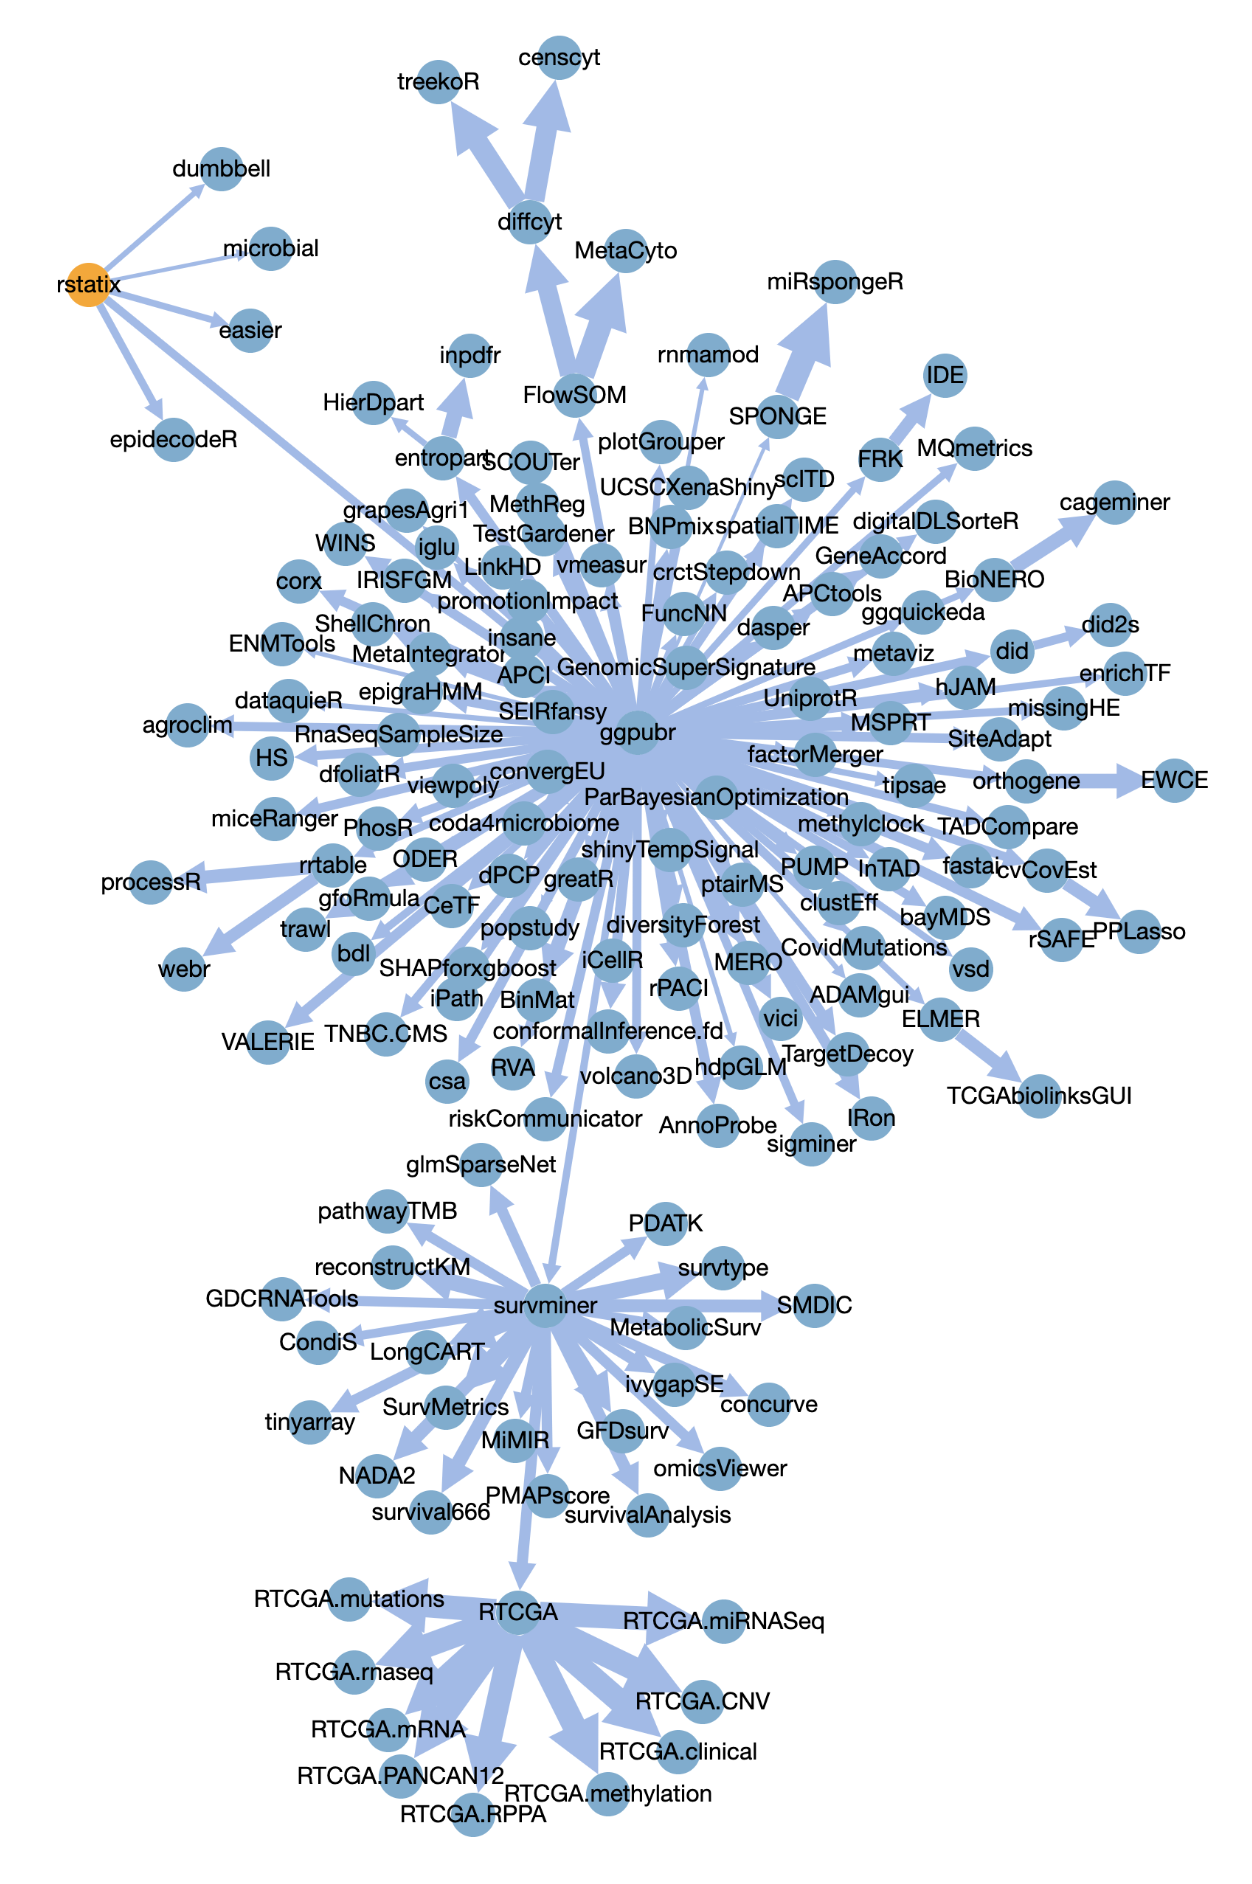 censcyt
treekoR
dumbbell
diffcyt
microbial
MetaCyto
rstatix
miRspongeR
easier
inpdfr
rnmamod
IDE
HierDpart
FlowSOM
SPONGE
epidecodeR
plotGrouper
MQmetrics
entropart
SCOUTer
FRK
scITD
UCSCXenaShiny
cageminer
MethReg
grapesAgri1
digitalDLSorteR
BNPmix
spatialTIME
TestGardener
WINS
iglu
GeneAccord
LinkHD
vmeasur
crctStepdown
corx
IRISFGM
BioNERO
APCtools
promotionImpact
FuncNN
ggquickeda
ShellChron
did2s
dasper
insane
ENMTools
did
MetaIntegrator
metaviz
GenomicSuperSignature
APCI
enrichTF
hJAM
epigraHMM
dataquieR
UniprotR
missingHE
SEIRfansy
MSPRT
agroclim
ggpubr
RnaSeqSampleSize
SiteAdapt
factorMerger
HS
convergEU
dfoliatR
orthogene
EWCE
viewpoly
tipsae
ParBayesianOptimization
miceRanger
coda4microbiome
methylclock
PhosR
TADCompare
shinyTempSignal
ODER
rrtable
PUMP
InTAD
fastai
cvCovEst
dPCP
greatR
processR
ptairMS
gfoRmula
CeTF
clustEff
bayMDS
trawl
popstudy
diversityForest
PPLasso
rSAFE
CovidMutations
bdl
iCellR
MERO
SHAPforxgboost
webr
vsd
rPACI
ADAMgui
iPath
BinMat
vici
ELMER
conformalInference.fd
TNBC.CMS
VALERIE
TargetDecoy
RVA
hdpGLM
volcano3D
csa
TCGAbiolinksGUI
riskCommunicator
IRon
AnnoProbe
sigminer
glmSparseNet
pathwayTMB
PDATK
reconstructKM
survtype
GDCRNATools
survminer
SMDIC
MetabolicSurv
CondiS
LongCART
ivygapSE
concurve
SurvMetrics
tinyarray
GFDsurv
MiMIR
omicsViewer
NADA2
PMAPscore
survival666
survivalAnalysis
RTCGA.mutations
RTCGA
RTCGA.miRNASeq
RTCGA.rnaseq
RTCGA.CNV
RTCGA.mRNA
RTCGA.clinical
RTCGA.PANCAN12
RTCGA.methylation
RTCGA.RPPA